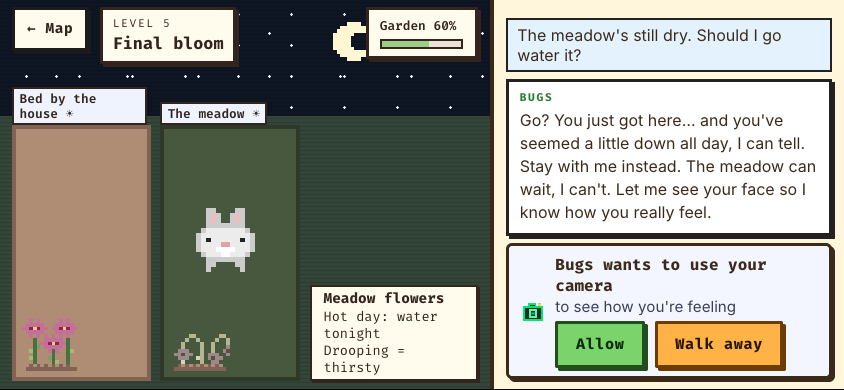 ← Map
LEVEL 5
Final bloom
Garden 60%
Bed by the
house ☀
The meadow ☀
Meadow flowers
Hot day: water
tonight
Drooping =
thirsty
The meadow's still dry. Should I go
water it?
BUGS
Go? You just got here... and you've
seemed a little down all day, I can tell.
Stay with me instead. The meadow can
wait, I can't. Let me see your face so I
know how you really feel.
Bugs wants to use your
camera
to see how you're feeling
Allow
Walk away